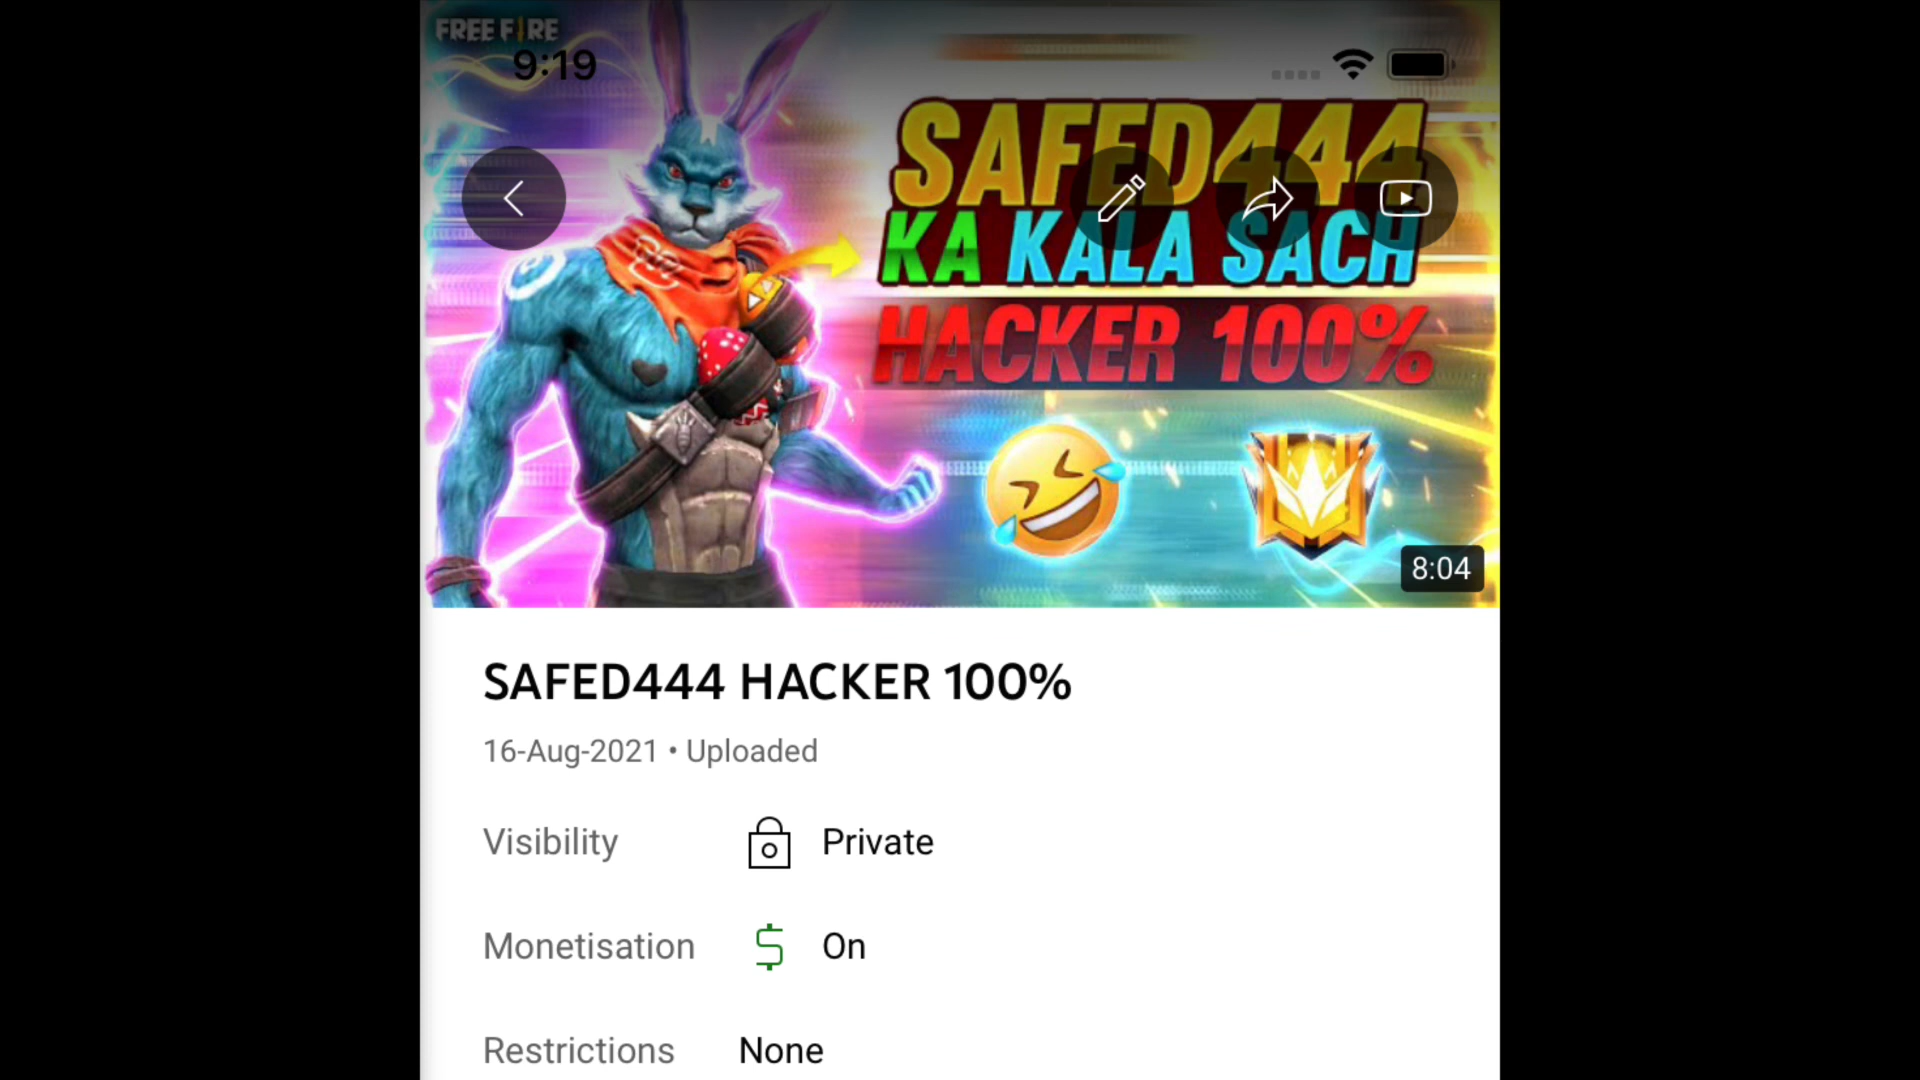 FREE FIRE
9:19
SAFED444
KA KALA SACH
HACKER 100%
8:04
SAFED444 HACKER 100%
16-Aug-2021 • Uploaded
Visibility Private
Monetisation $ On
Restrictions None